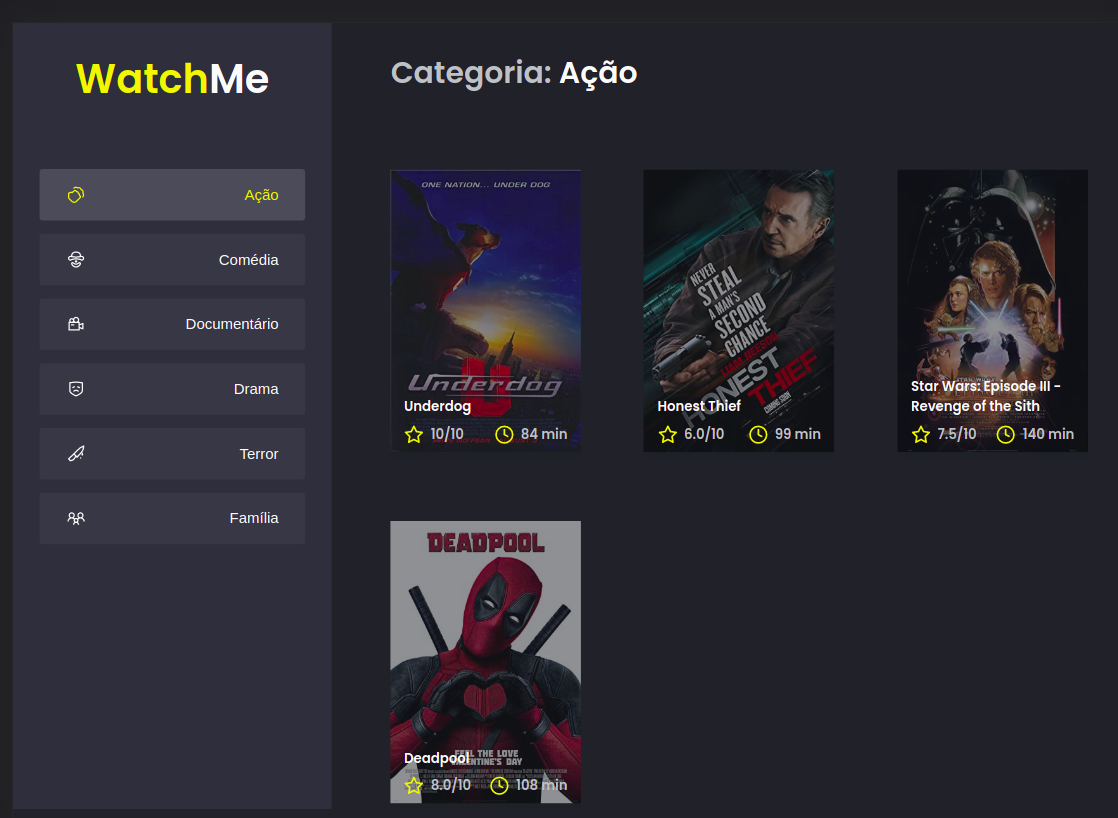 WatchMe
Ação
Comédia
Documentário
Drama
Terror
Família
Categoria: Ação
ONE NATION... UNDER DOG
Underdog
Underdog
10/10 84 min
NEVER
STEAL
A MAN'S
SECOND
CHANCE
LIAM NEESON
HONEST
THIEF
COMING SOON
Honest Thief
6.0/10 99 min
Star Wars: Episode III -
Revenge of the Sith
7.5/10 140 min
DEADPOOL
FEEL THE LOVE
VALENTINE'S DAY
Deadpool
8.0/10 108 min